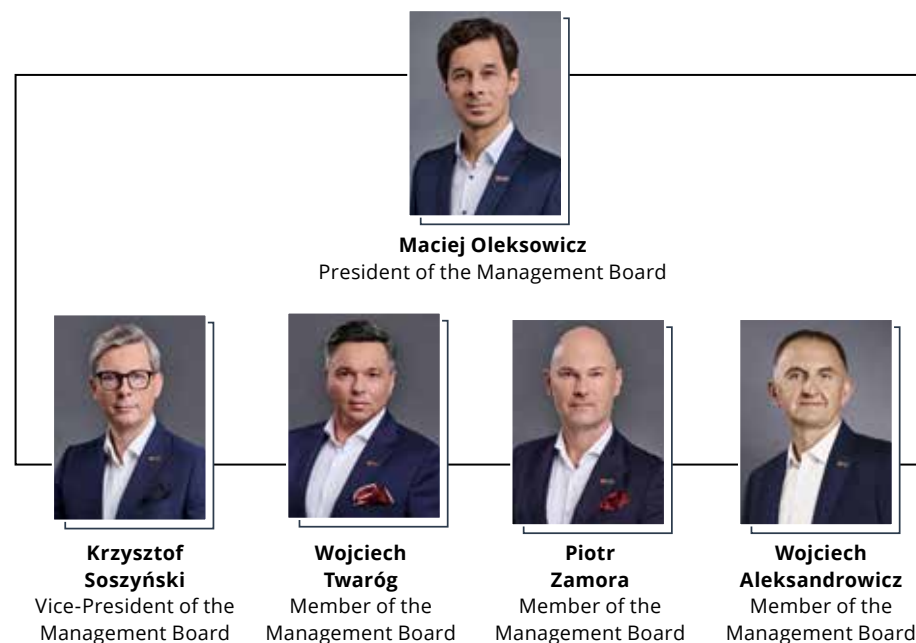 Maciej Oleksowicz
President of the Management Board
Krzysztof
Soszyński
Vice-President of the
Management Board
Wojciech
Twaróg
Member of the
Management Board
Piotr
Zamora
Member of the
Management Board
Wojciech
Aleksandrowicz
Member of the
Management Board